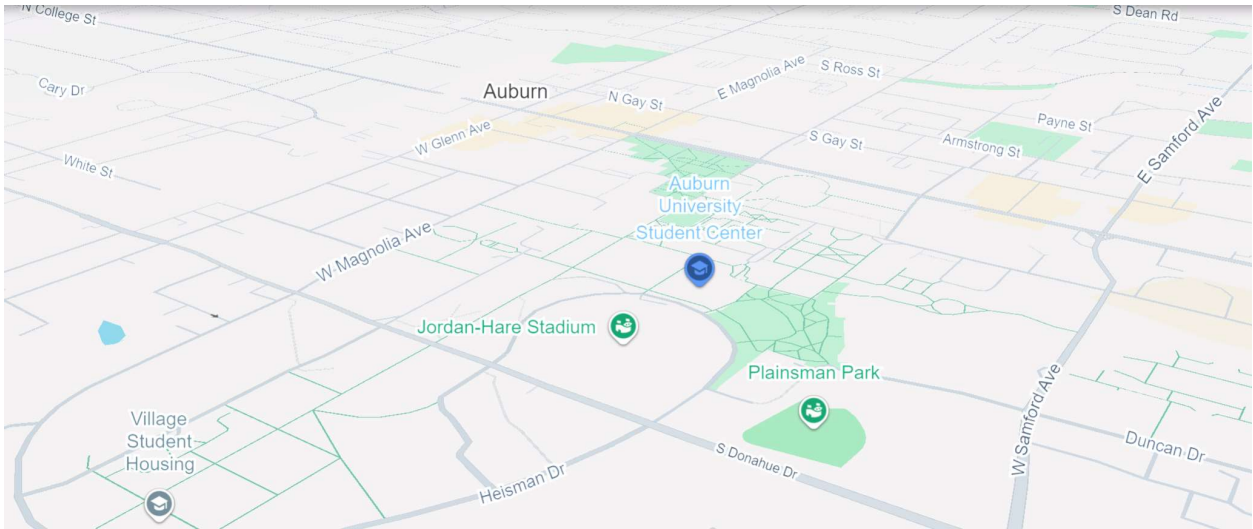 N College St
S Dean Rd
Cary Dr
Auburn
N Gay St
E Magnolia Ave
S Ross St
W Glenn Ave
S Gay St
Armstrong St
Payne St
E Samford Ave
White St
Auburn
University
Student Center
W Magnolia Ave
Jordan-Hare Stadium
Plainsman Park
Village
Student
Housing
Heisman Dr
S Donahue Dr
W Samford Ave
Duncan Dr